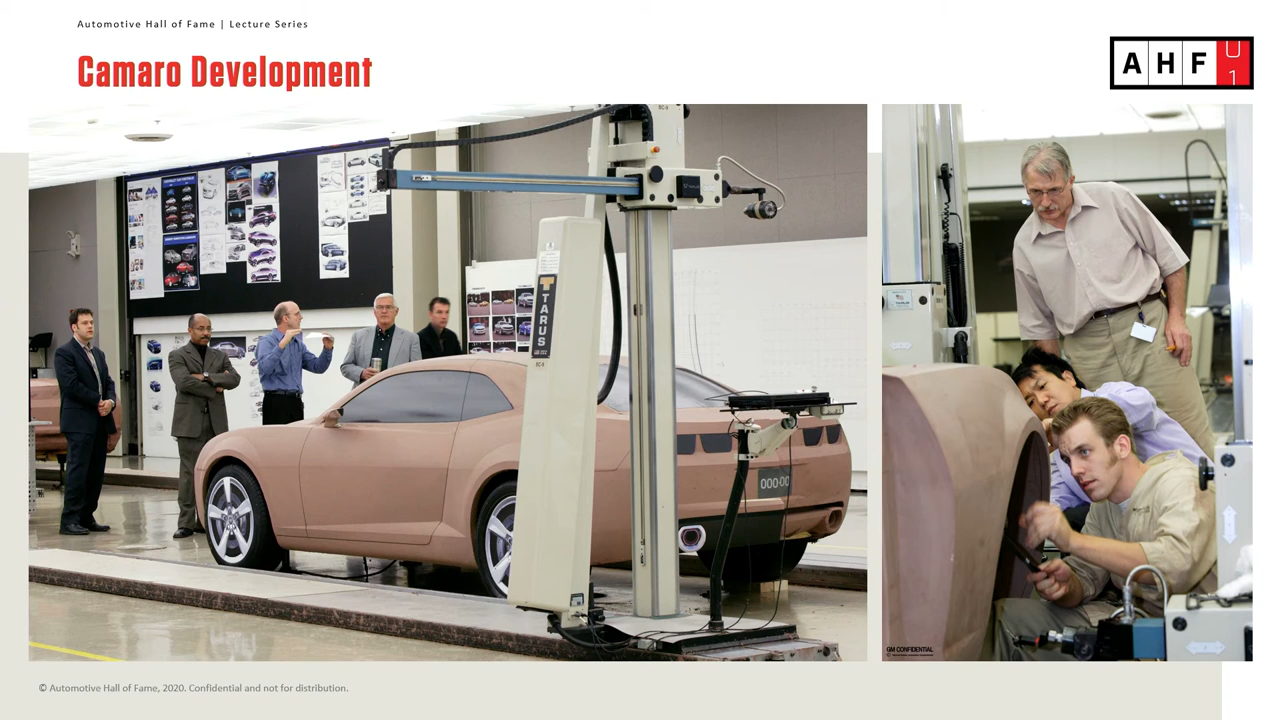 Automotive Hall of Fame | Lecture Series
Camaro Development
AHF U 1
TARUS
000·00
GM CONFIDENTIAL
© Automotive Hall of Fame, 2020. Confidential and not for distribution.